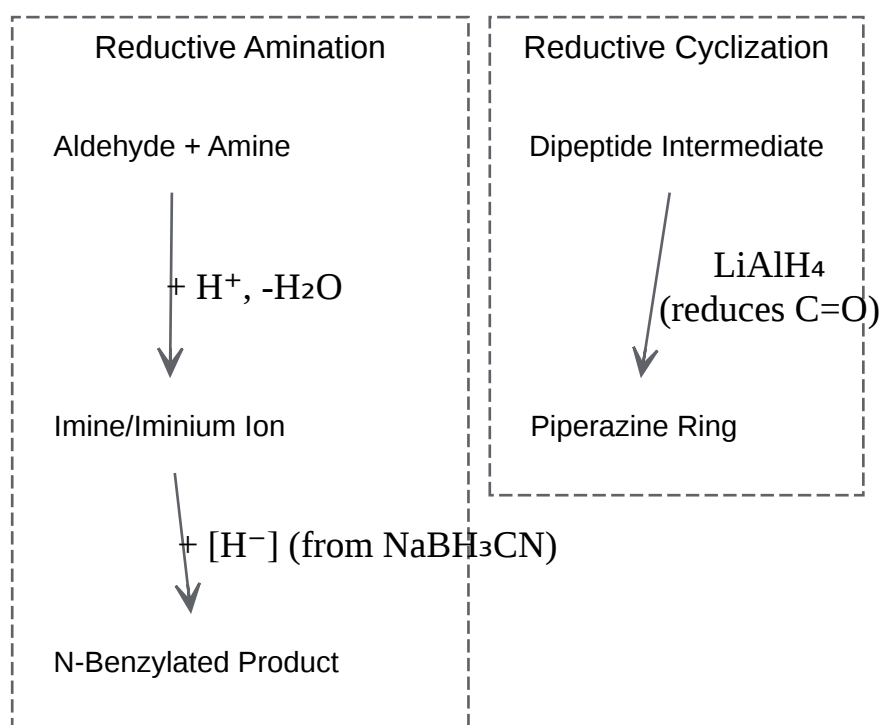 Reductive Amination
Aldehyde + Amine
+ H⁺, -H₂O
Imine/Iminium Ion
+ [H⁻] (from NaBH₃CN)
N-Benzylated Product
Reductive Cyclization
Dipeptide Intermediate
LiAlH₄
(reduces C=O)
Piperazine Ring